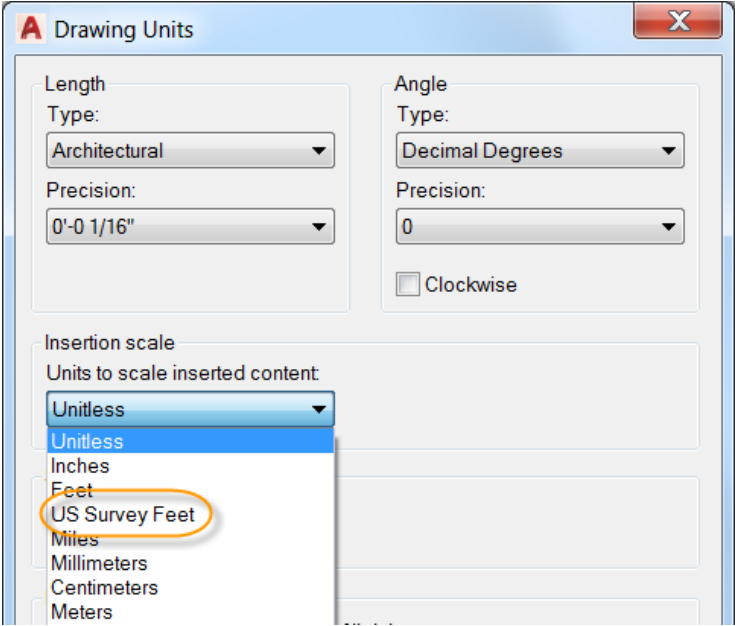 Drawing Units
Length
Type:
Architectural
Precision:
0'-0 1/16"
Angle
Type:
Decimal Degrees
Precision:
0
Clockwise
Insertion scale
Units to scale inserted content:
Unitless
Unitless
Inches
Feet
US Survey Feet
Miles
Millimeters
Centimeters
Meters